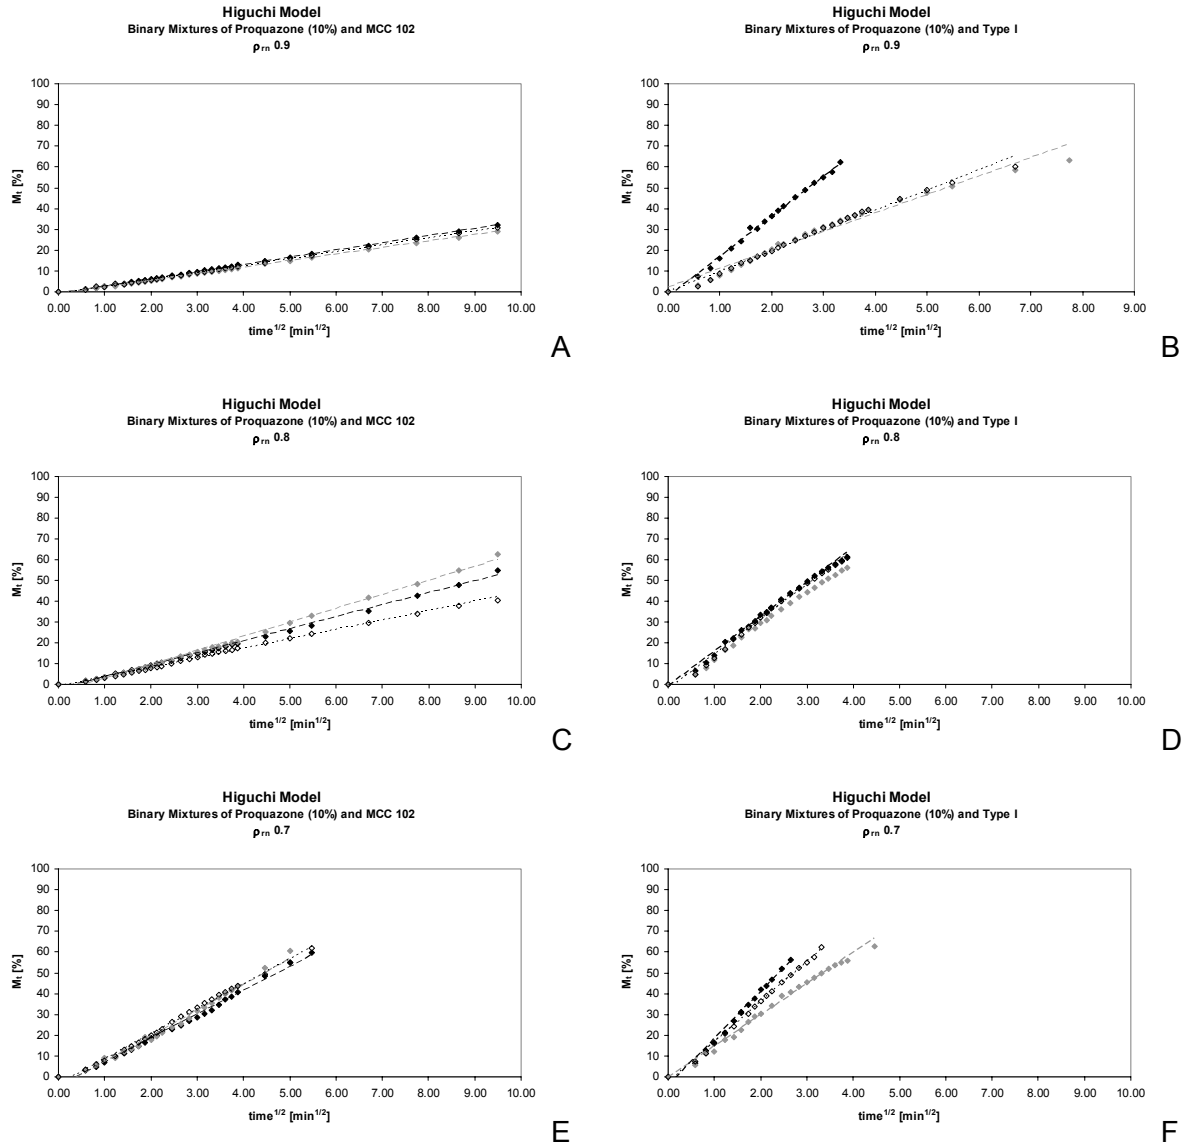 Higuchi Model
Binary Mixtures of Proquazone (10%) and MCC 102
ρrn 0.9
100
90
80
70
60
50
40
30
20
10
0
Mt [%]
0.00 1.00 2.00 3.00 4.00 5.00 6.00 7.00 8.00 9.00 10.00
time1/2 [min1/2]
A
Higuchi Model
Binary Mixtures of Proquazone (10%) and Type I
ρrn 0.9
100
90
80
70
60
50
40
30
20
10
0
Mt [%]
0.00 1.00 2.00 3.00 4.00 5.00 6.00 7.00 8.00 9.00
time1/2 [min1/2]
B
Higuchi Model
Binary Mixtures of Proquazone (10%) and MCC 102
ρrn 0.8
100
90
80
70
60
50
40
30
20
10
0
Mt [%]
0.00 1.00 2.00 3.00 4.00 5.00 6.00 7.00 8.00 9.00 10.00
time1/2 [min1/2]
C
Higuchi Model
Binary Mixtures of Proquazone (10%) and Type I
ρrn 0.8
100
90
80
70
60
50
40
30
20
10
0
Mt [%]
0.00 1.00 2.00 3.00 4.00 5.00 6.00 7.00 8.00 9.00 10.00
time1/2 [min1/2]
D
Higuchi Model
Binary Mixtures of Proquazone (10%) and MCC 102
ρrn 0.7
100
90
80
70
60
50
40
30
20
10
0
Mt [%]
0.00 1.00 2.00 3.00 4.00 5.00 6.00 7.00 8.00 9.00 10.00
time1/2 [min1/2]
E
Higuchi Model
Binary Mixtures of Proquazone (10%) and Type I
ρrn 0.7
100
90
80
70
60
50
40
30
20
10
0
Mt [%]
0.00 1.00 2.00 3.00 4.00 5.00 6.00 7.00 8.00 9.00 10.00
time1/2 [min1/2]
F